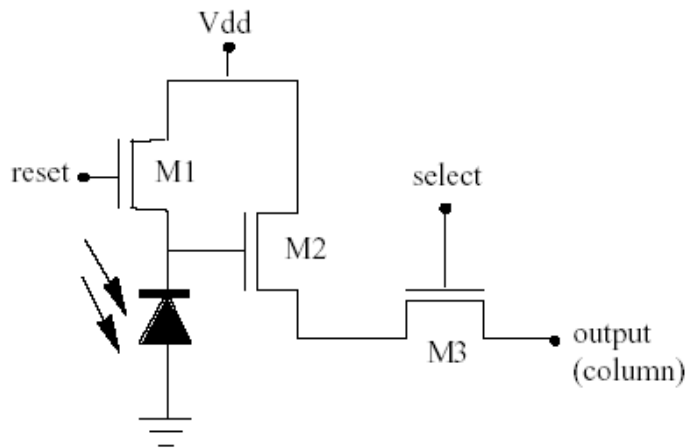 Vdd
reset
M1
select
M2
M3
output
(column)